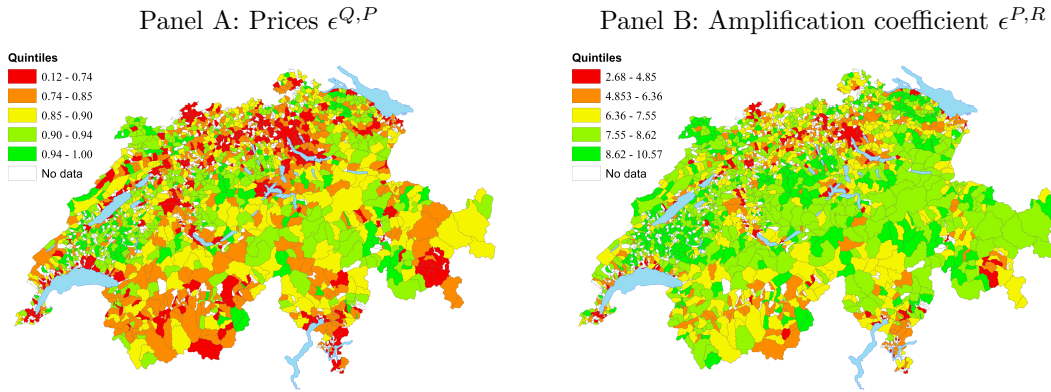 Panel A: Prices ϵ^{Q,P}
Quintiles
0.12 - 0.74
0.74 - 0.85
0.85 - 0.90
0.90 - 0.94
0.94 - 1.00
No data
Panel B: Amplification coefficient ϵ^{P,R}
Quintiles
2.68 - 4.85
4.853 - 6.36
6.36 - 7.55
7.55 - 8.62
8.62 - 10.57
No data